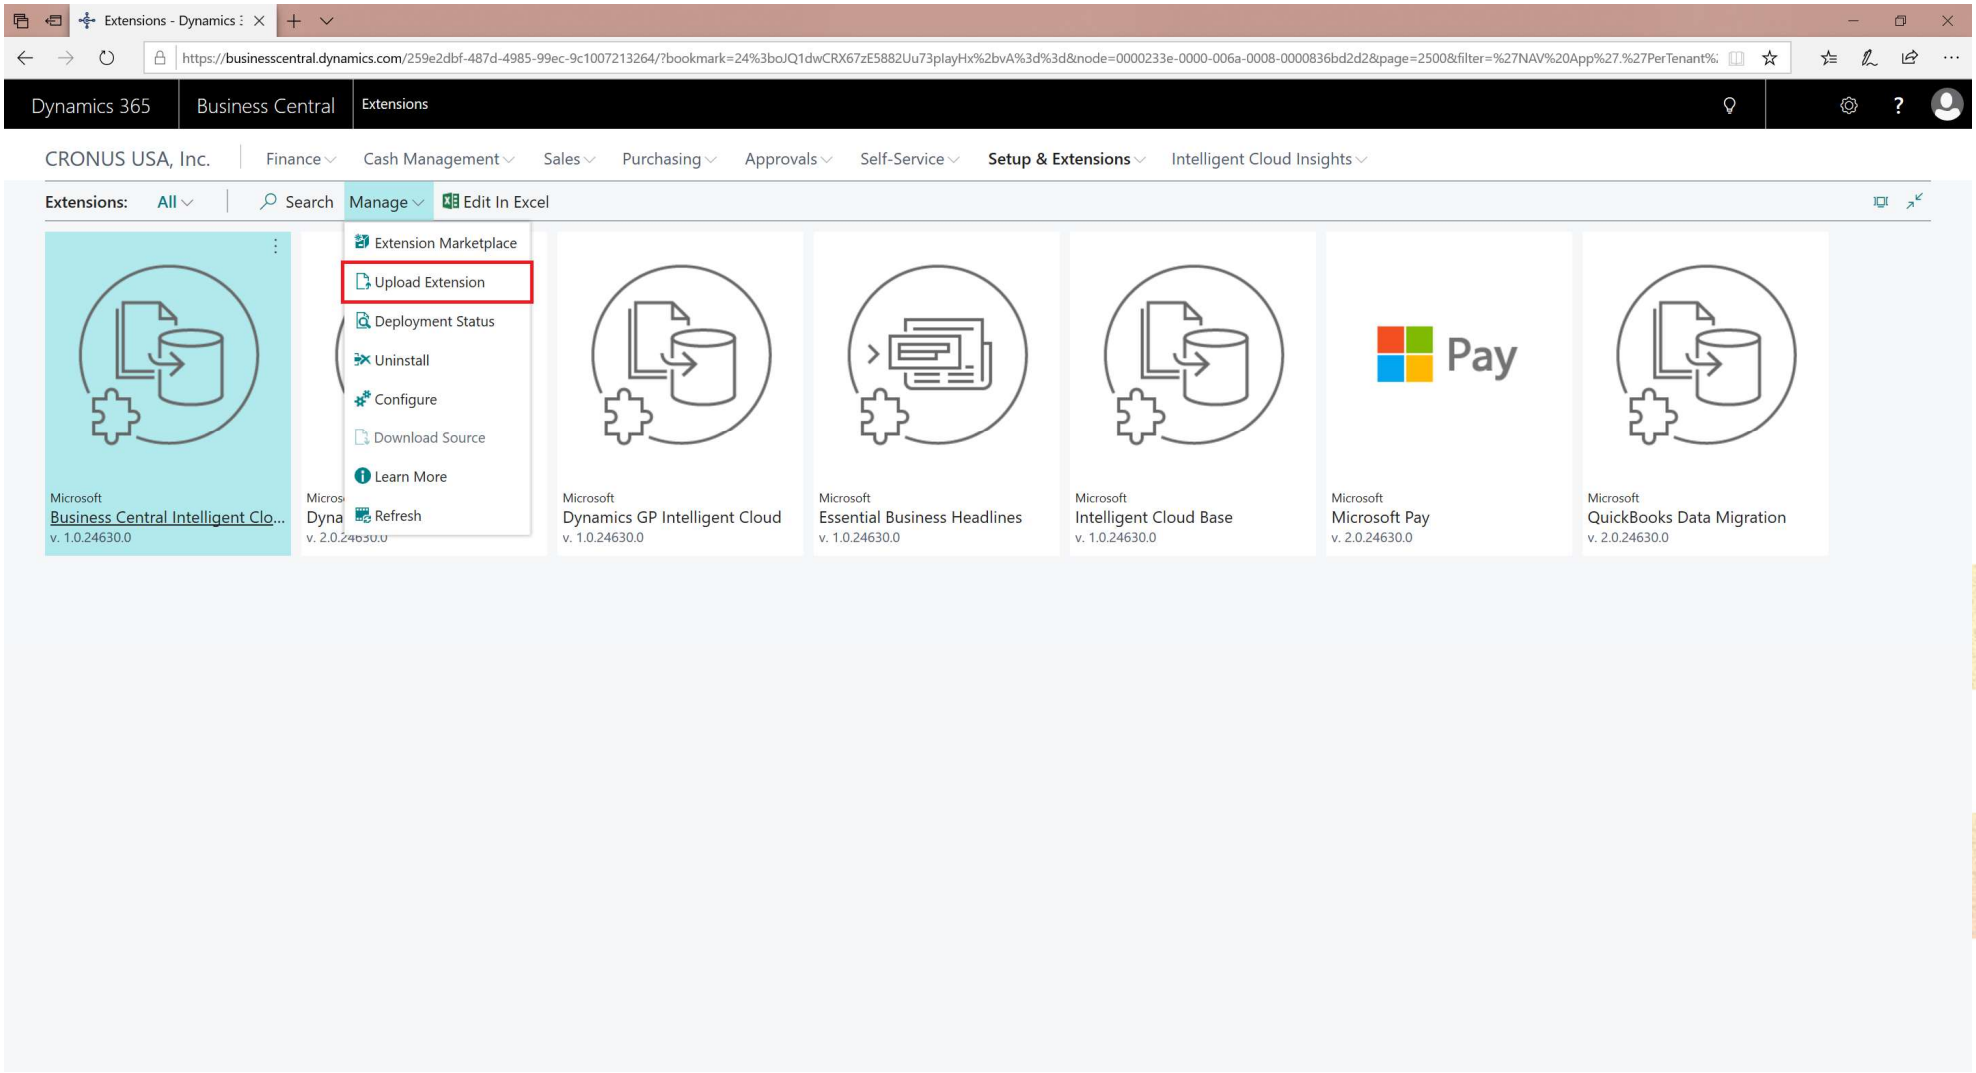 Extensions - Dynamics 3
https://businesscentral.dynamics.com/259e2dbf-487d-4985-99ec-9c1007213264/?bookmark=24%3boJQ1dwCRX67zE5882Uu73pIayHx%2bvA%3d%3d&node=0000233e-0000-006a-0008-0000836bd2d2&page=2500&filter=%27NAV%20App%27.%27PerTenant%
Dynamics 365 Business Central Extensions ?
CRONUS USA, Inc. Finance Cash Management Sales Purchasing Approvals Self-Service Setup & Extensions Intelligent Cloud Insights
Extensions: All Search Manage Edit In Excel
Extension Marketplace
Upload Extension
Deployment Status
Uninstall
Configure
Download Source
Learn More
Refresh
Pay
Microsoft
Business Central Intelligent Clo...
v. 1.0.24630.0
Micros
Dyna
v. 2.0.24630.0
Microsoft
Dynamics GP Intelligent Cloud
v. 1.0.24630.0
Microsoft
Essential Business Headlines
v. 1.0.24630.0
Microsoft
Intelligent Cloud Base
v. 1.0.24630.0
Microsoft
Microsoft Pay
v. 2.0.24630.0
Microsoft
QuickBooks Data Migration
v. 2.0.24630.0